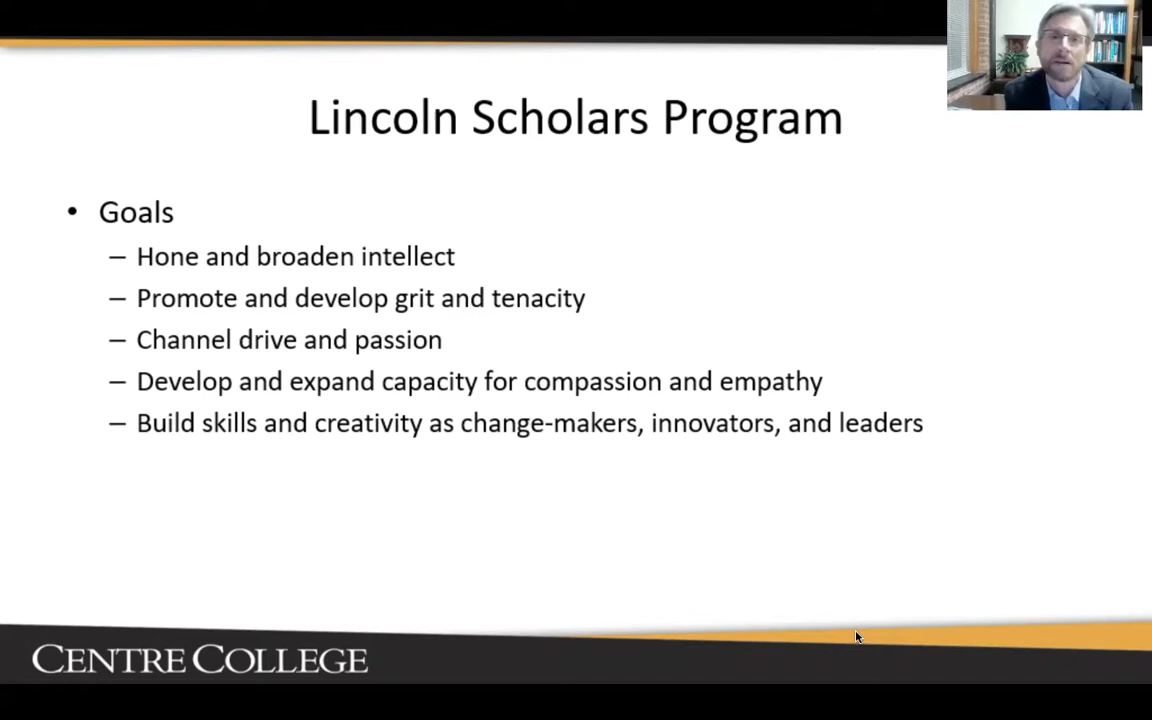 Lincoln Scholars Program
• Goals
– Hone and broaden intellect
– Promote and develop grit and tenacity
– Channel drive and passion
– Develop and expand capacity for compassion and empathy
– Build skills and creativity as change-makers, innovators, and leaders
CENTRE COLLEGE